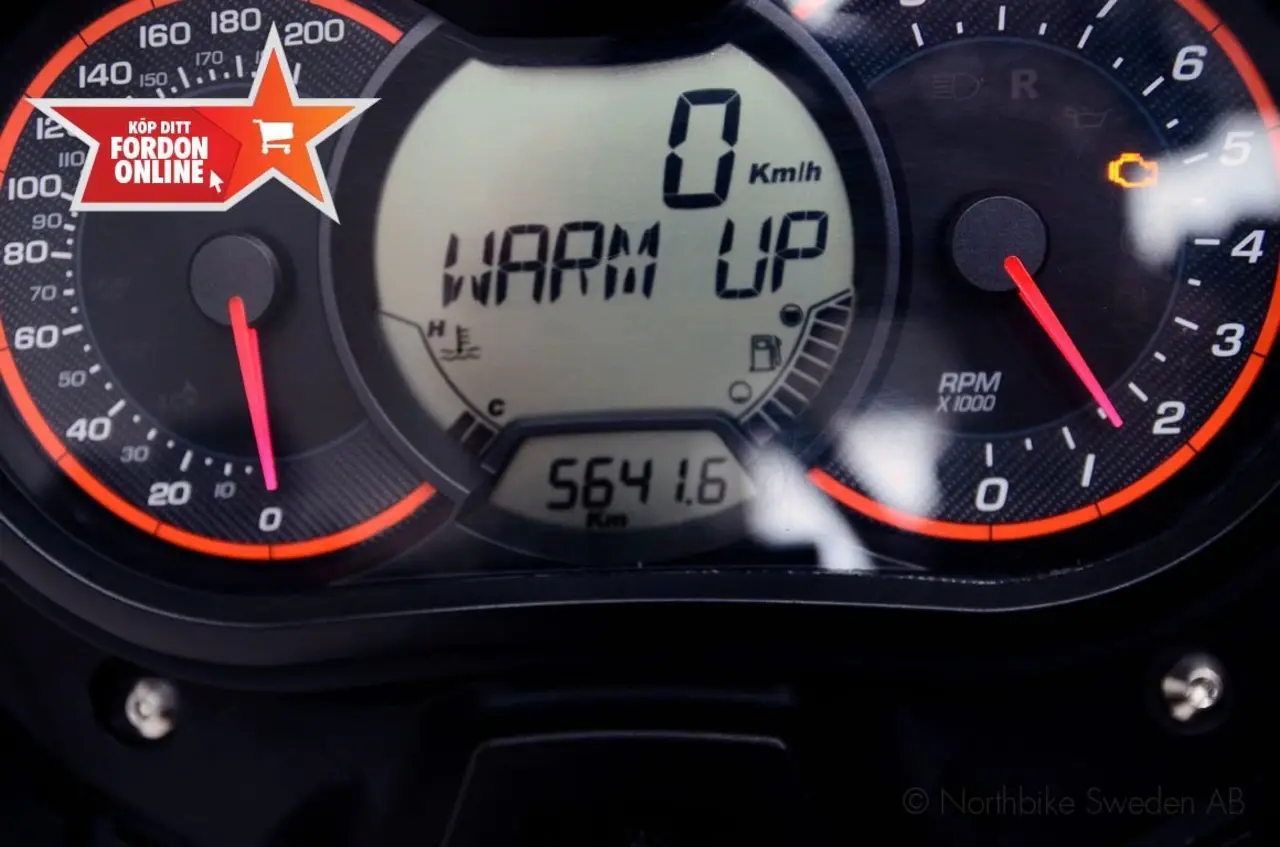 160 180 200
140 150 170
KÖP DITT
FORDON
ONLINE
110
100
90
80
70
60
50
40
30
20
10
0
0 Km/h
WARM UP
H
C
5641.6
Km
R
6
5
4
3
2
1
0
RPM
X1000
© Northbike Sweden AB